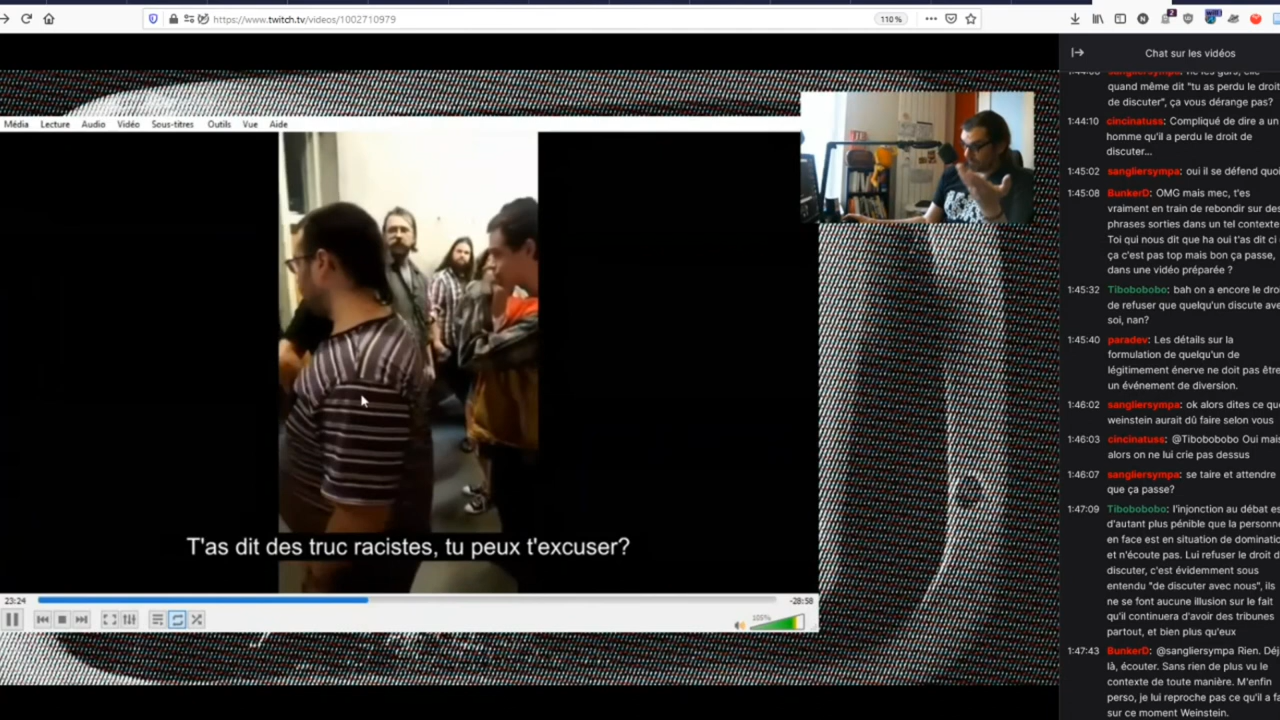 https://www.twitch.tv/videos/1002710979
110 %
Chat sur les vidéos
Média Lecture Audio Vidéo Sous-titres Outils Vue Aide
T'as dit des truc racistes, tu peux t'excuser?
23:24
-28:58
100%
quand même dit "tu as perdu le droit
de discuter", ça vous dérange pas?
1:44:10 cincinatuss: Compliqué de dire a un
homme qu'il a perdu le droit de
discuter...
1:45:02 sangliersympa: oui il se défend quoi
1:45:08 BunkerD: OMG mais mec, t'es
vraiment en train de rebondir sur des
phrases sorties dans un tel contexte
Toi qui nous dit que ha oui t'as dit ci
ça c'est pas top mais bon ça passe,
dans une vidéo préparée ?
1:45:32 Tibobobobo: bah on a encore le droi
de refuser que quelqu'un discute ave
soi, nan?
1:45:40 paradev: Les détails sur la
formulation de quelqu'un de
légitimement énerve ne doit pas être
un événement de diversion.
1:46:02 sangliersympa: ok alors dites ce que
weinstein aurait dû faire selon vous
1:46:03 cincinatuss: @Tibobobobo Oui mais
alors on ne lui crie pas dessus
1:46:07 sangliersympa: se taire et attendre
que ça passe?
1:47:09 Tibobobobo: l'injonction au débat es
d'autant plus pénible que la personne
en face est en situation de dominatio
et n'écoute pas. Lui refuser le droit d
discuter, c'est évidemment sous
entendu "de discuter avec nous", ils
ne se font aucune illusion sur le fait
qu'il continuera d'avoir des tribunes
partout, et bien plus qu'eux
1:47:43 BunkerD: @sangliersympa Rien. Déj
là, écouter. Sans rien de plus vu le
contexte de toute manière. M'enfin
perso, je lui reproche pas ce qu'il a fa
sur ce moment Weinstein.